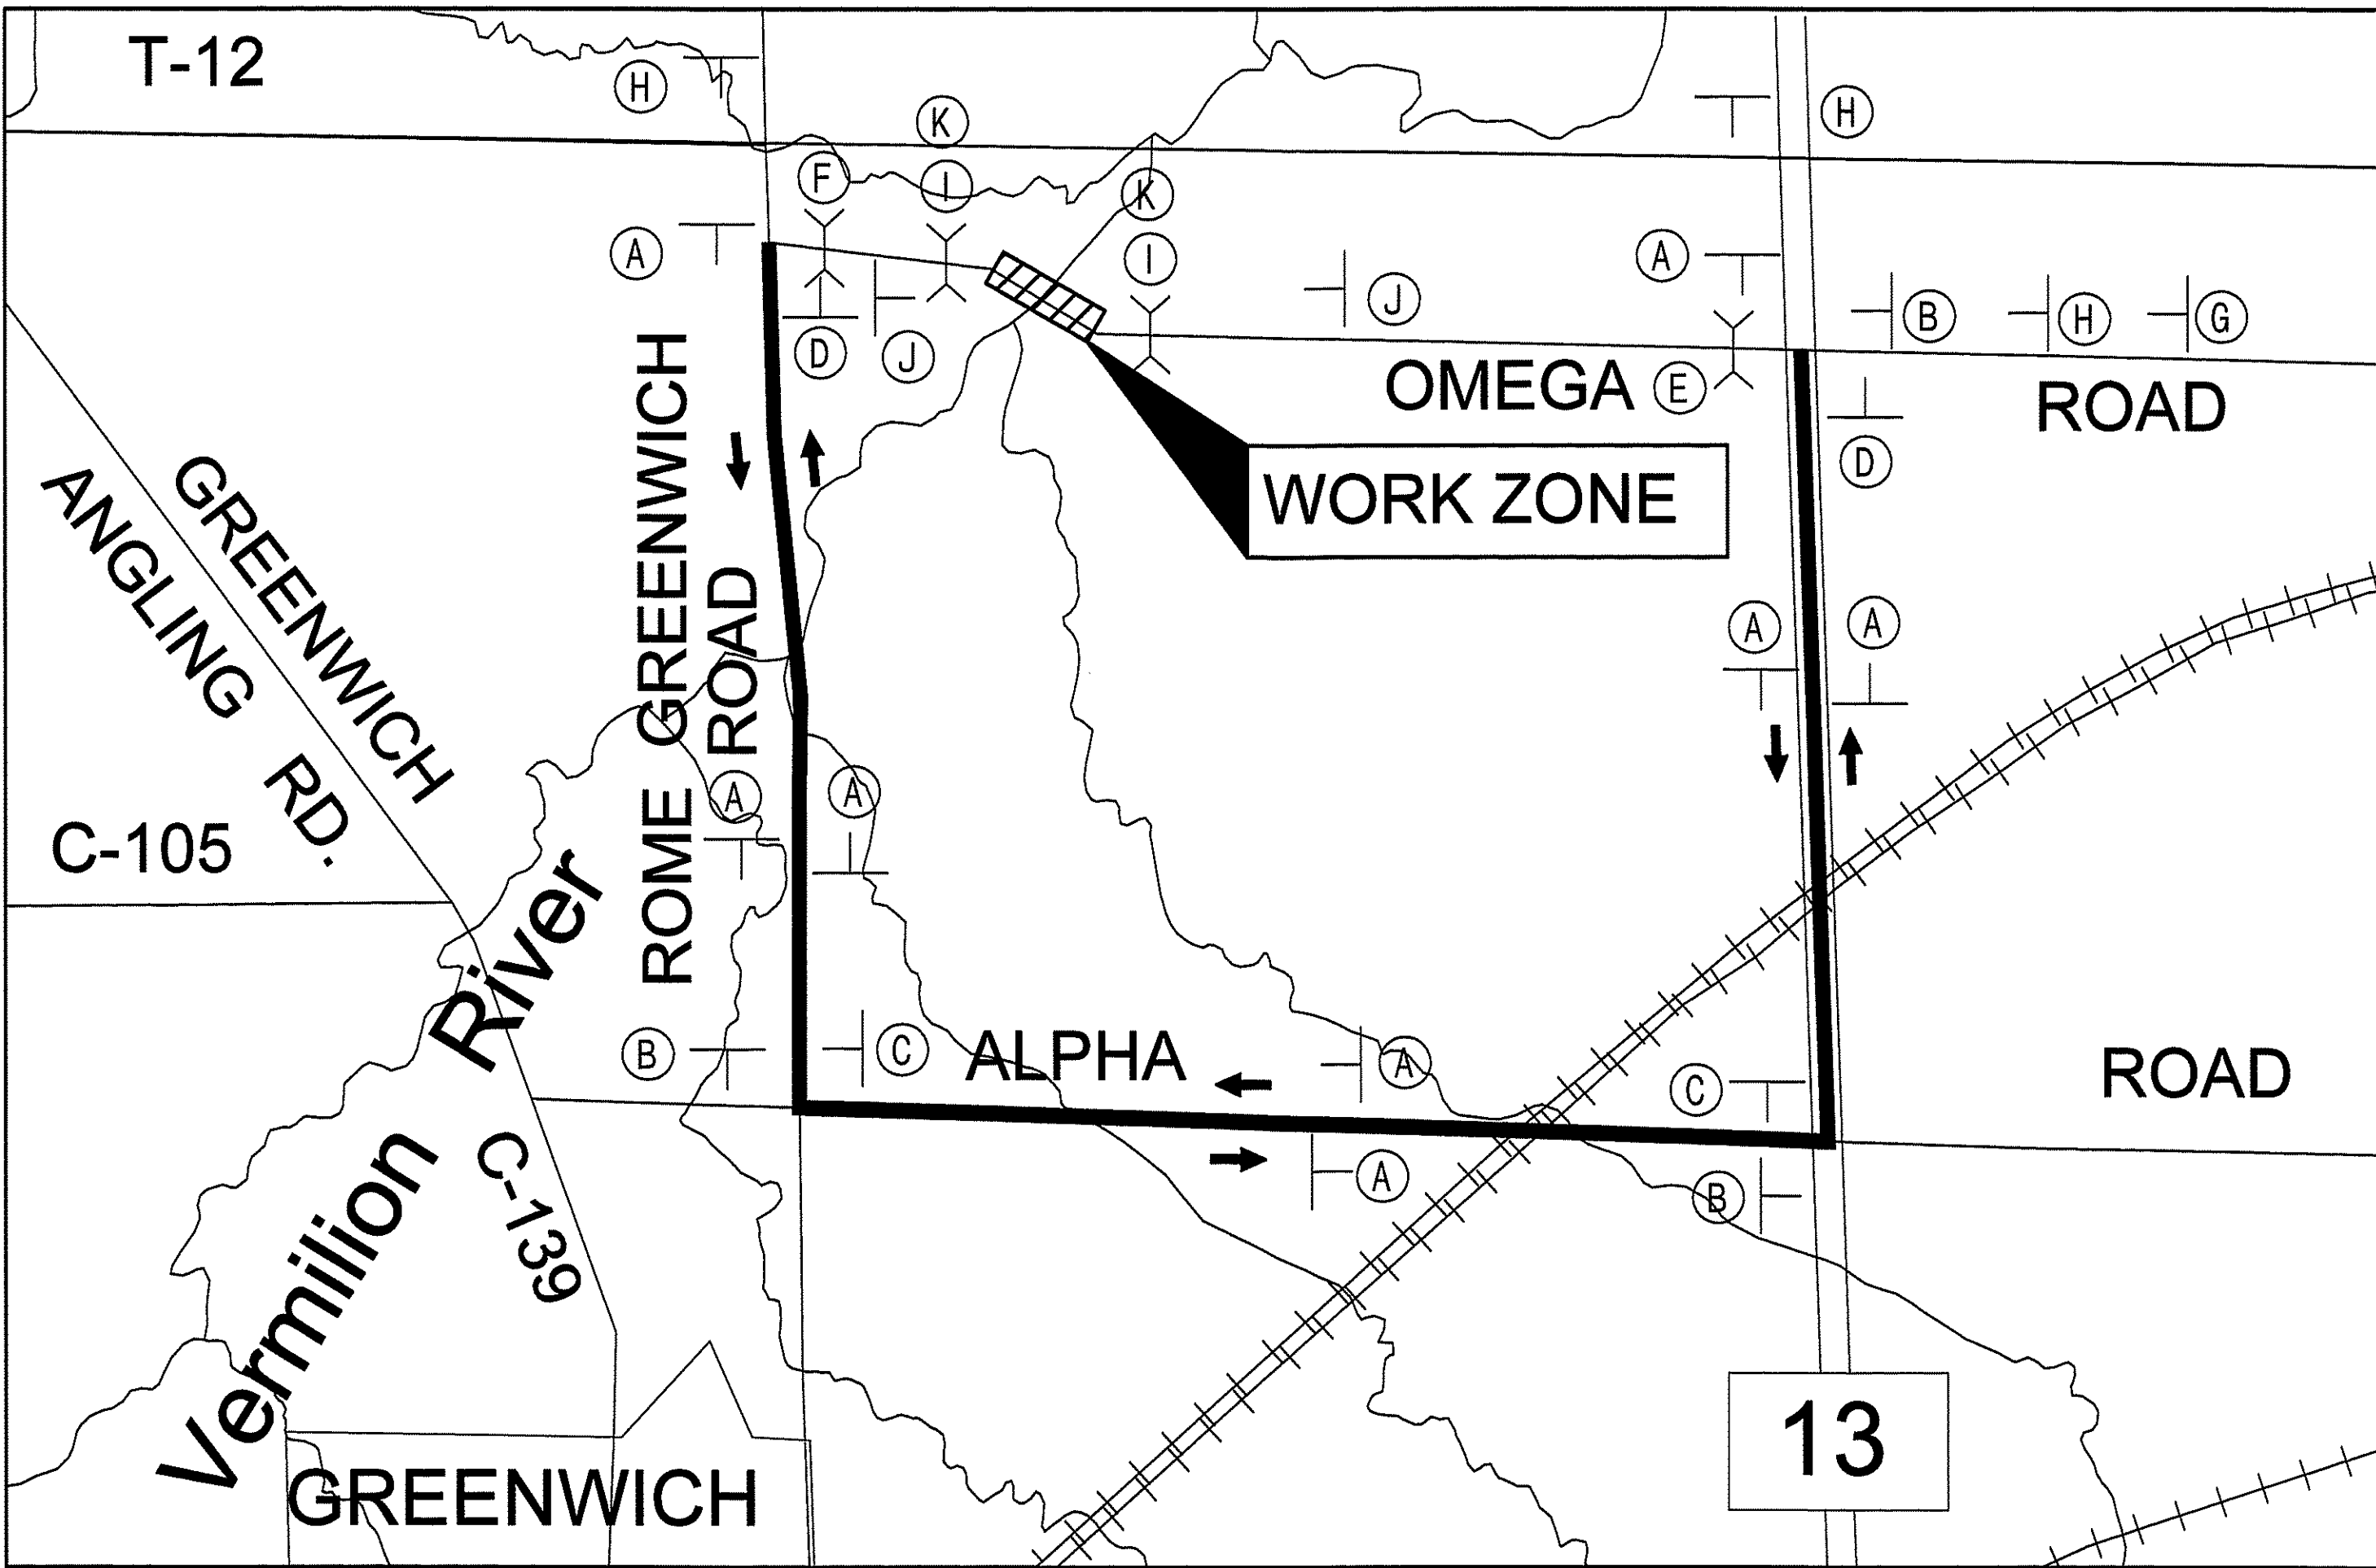 T-12
H
H
K
F
I
K
A
I
A
D
J
J
B
H
G
OMEGA
E
ROAD
D
WORK ZONE
ROME GREENWICH
ROAD
GREENWICH
ANGLING RD.
C-105
A
A
A
A
Vermilion River
B
C
ALPHA
A
C
ROAD
A
B
C-139
13
GREENWICH